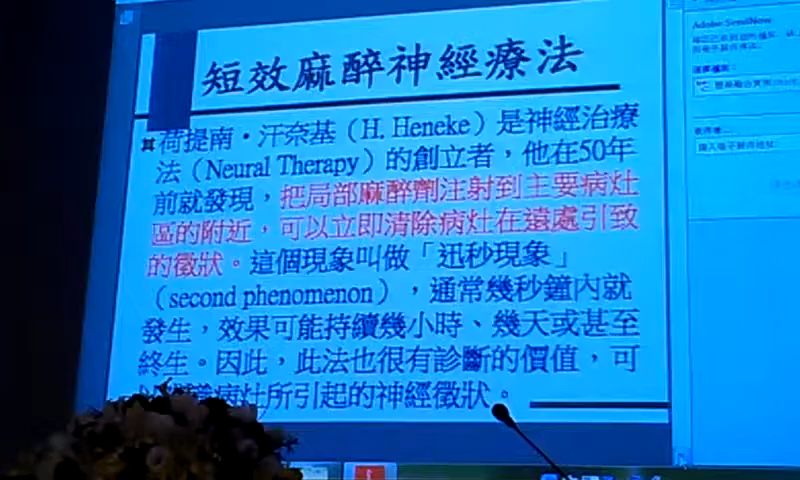 短效麻醉神經療法
荷提南・汗奈基（H. Heneke）是神經治療
法（Neural Therapy）的創立者，他在50年
前就發現，把局部麻醉劑注射到主要病灶
區的附近，可以立即清除病灶在遠處引致
的徵狀。這個現象叫做「迅秒現象」
（second phenomenon），通常幾秒鐘內就
發生，效果可能持續幾小時、幾天或甚至
終生。因此，此法也很有診斷的價值，可
病灶所引起的神經徵狀。
Adobe SendNow